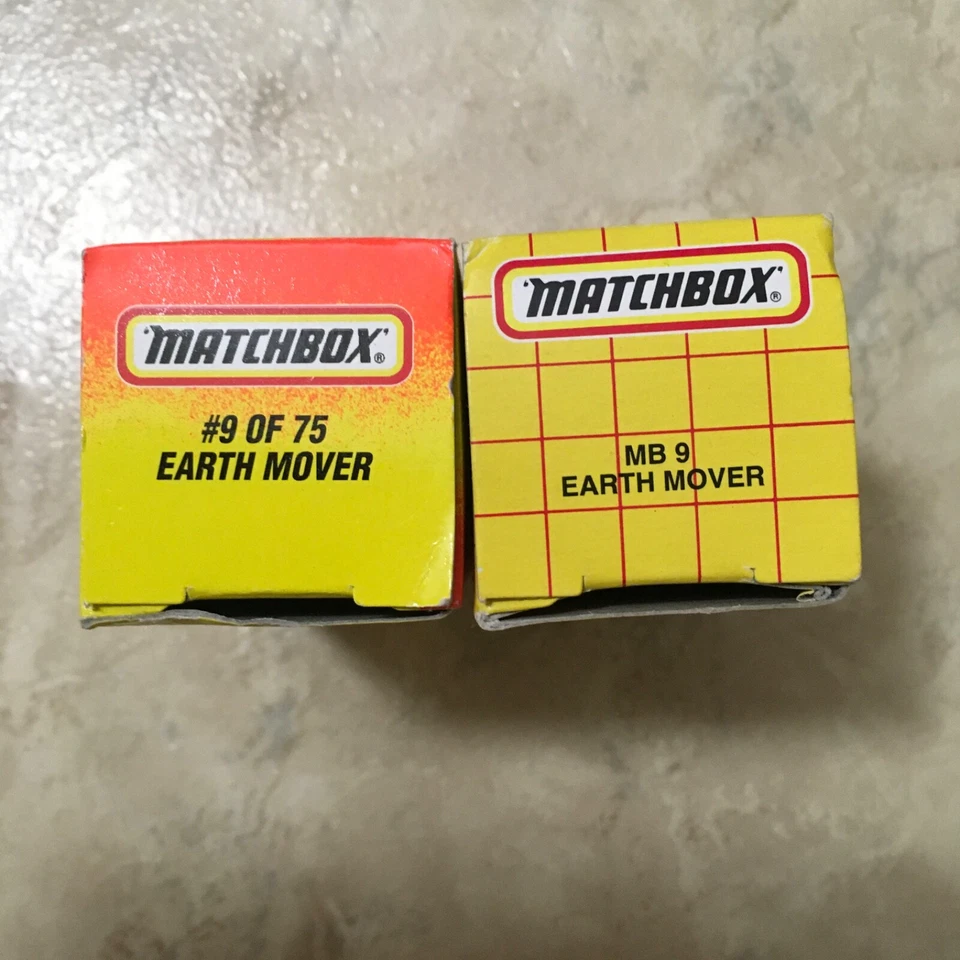 'MATCHBOX'®
#9 OF 75
EARTH MOVER
'MATCHBOX'®
MB 9
EARTH MOVER